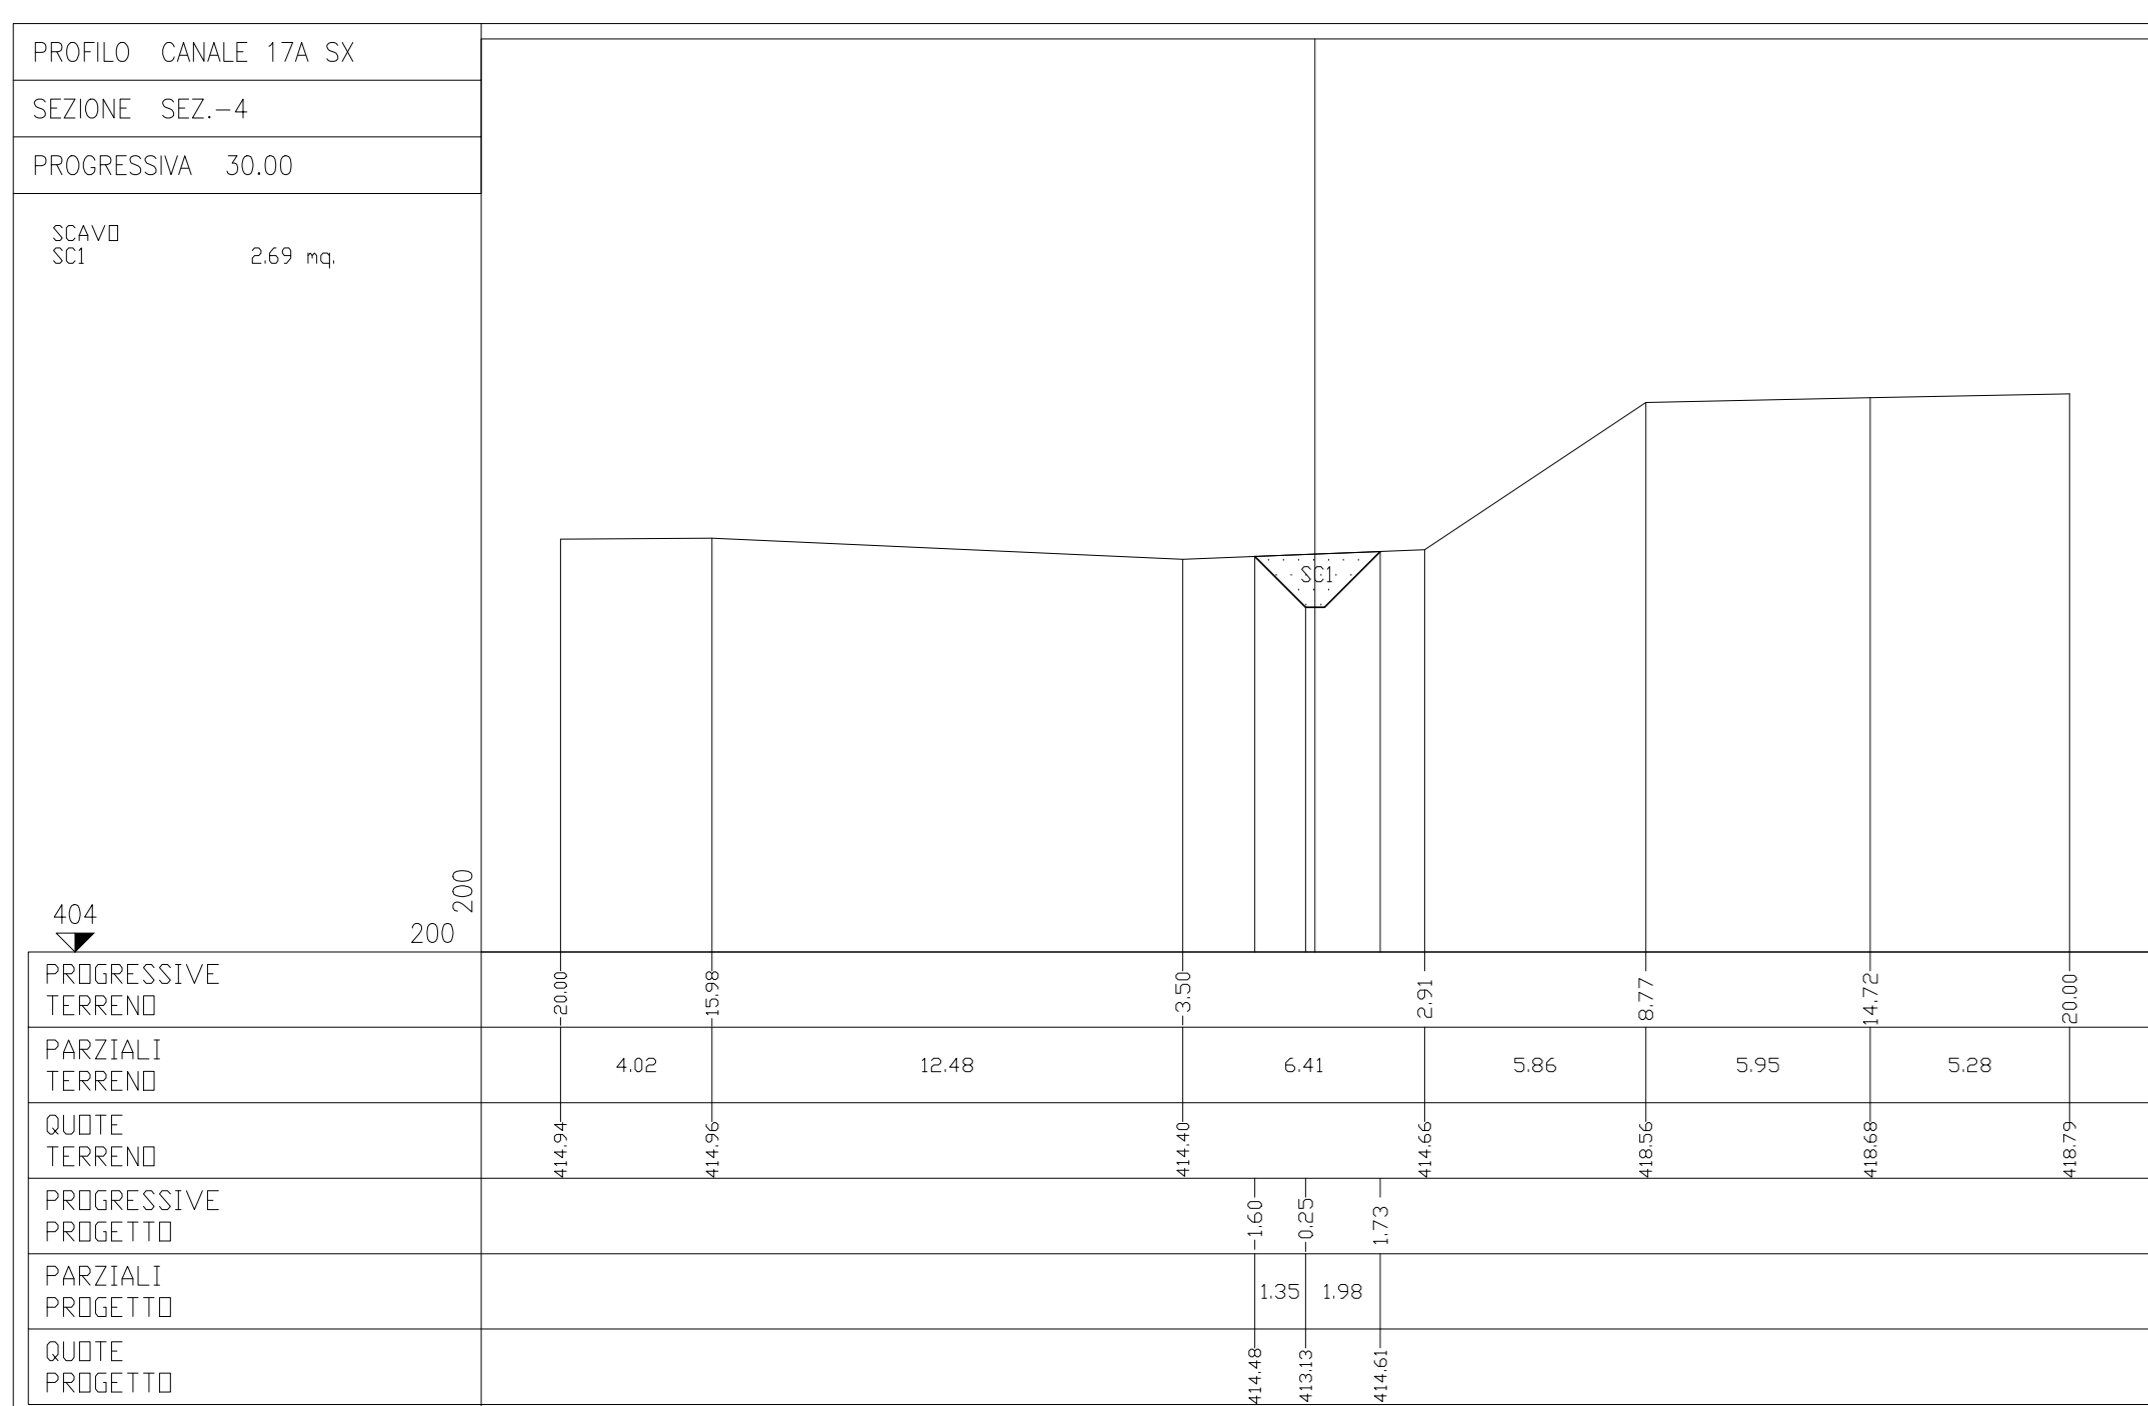 PROFILO CANALE 17A SX
SEZIONE SEZ.-4
PROGRESSIVA 30.00
SCAVO
SC1 2.69 mq.
SC1
200
404
200
PROGRESSIVE
TERRENO
-20.00 -15.98 -3.50 2.91 8.77 14.72 20.00
PARZIALI
TERRENO
4.02 12.48 6.41 5.86 5.95 5.28
QUOTE
TERRENO
414.94 414.96 414.40 414.66 418.56 418.68 418.79
PROGRESSIVE
PROGETTO
-1.60 -0.25 1.73
PARZIALI
PROGETTO
1.35 1.98
QUOTE
PROGETTO
414.48 413.13 414.61